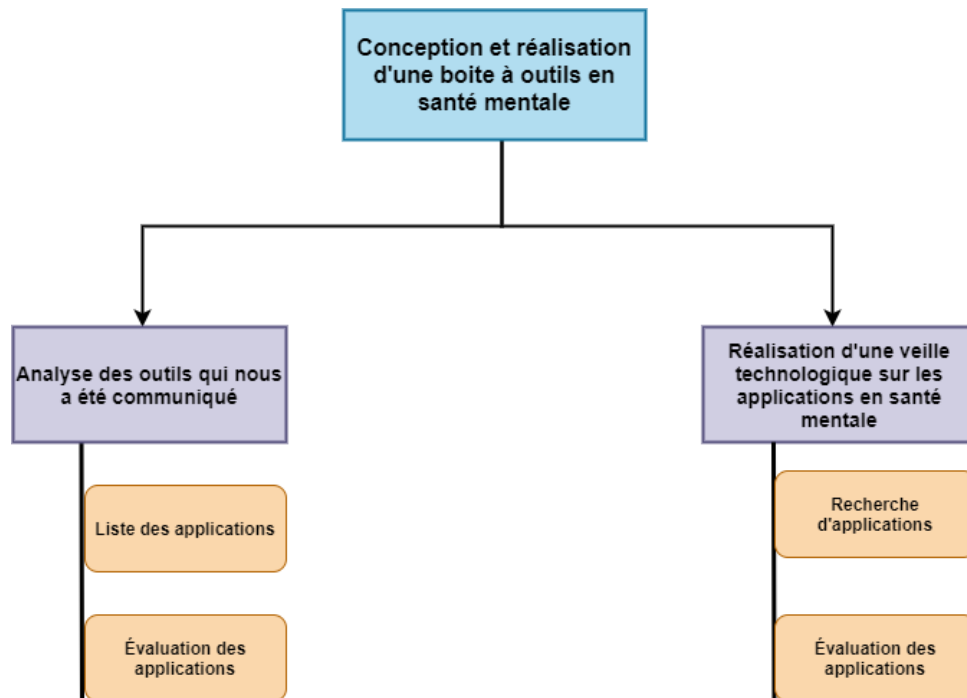 Conception et réalisation
d'une boite à outils en
santé mentale
Analyse des outils qui nous
a été communiqué
Liste des applications
Évaluation des
applications
Réalisation d'une veille
technologique sur les
applications en santé
mentale
Recherche
d'applications
Évaluation des
applications